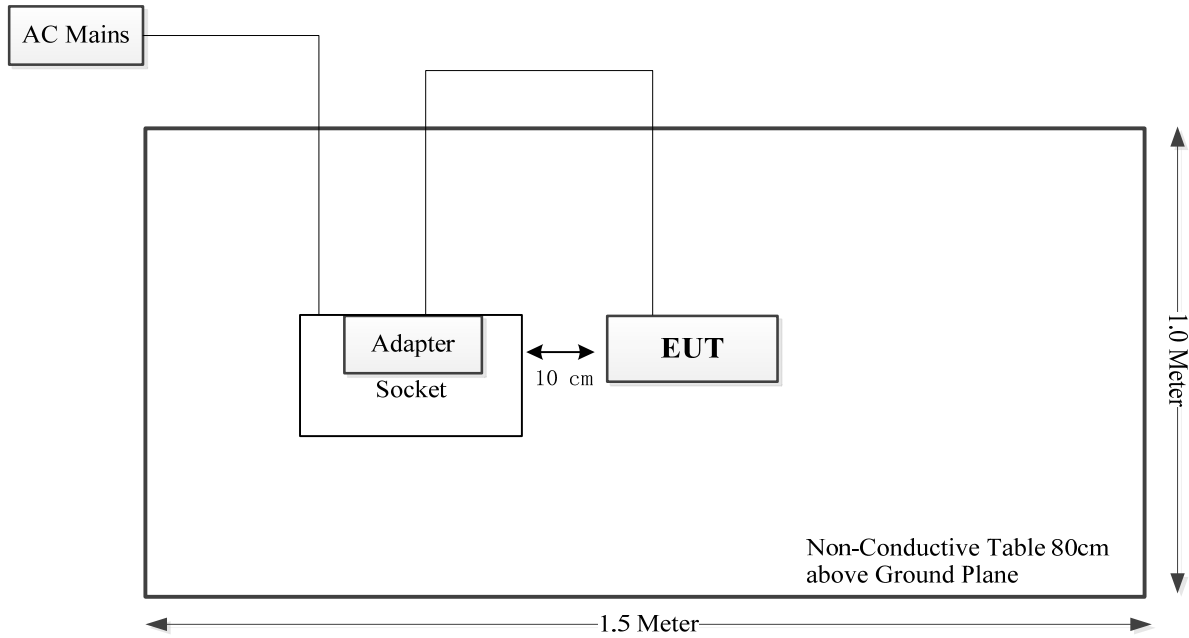 AC Mains
Adapter
Socket
10 cm
EUT
1.0 Meter
Non-Conductive Table 80cm
above Ground Plane
1.5 Meter